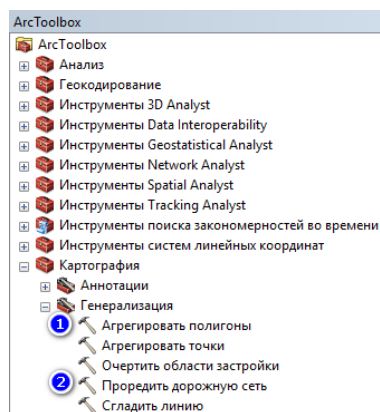 ArcToolbox
ArcToolbox
Анализ
Геокодирование
Инструменты 3D Analyst
Инструменты Data Interoperability
Инструменты Geostatistical Analyst
Инструменты Network Analyst
Инструменты Spatial Analyst
Инструменты Tracking Analyst
Инструменты поиска закономерностей во времени
Инструменты систем линейных координат
Картография
Аннотации
Генерализация
1 Агрегировать полигоны
Агрегировать точки
Очертить области застройки
2 Проредить дорожную сеть
Сгладить линию